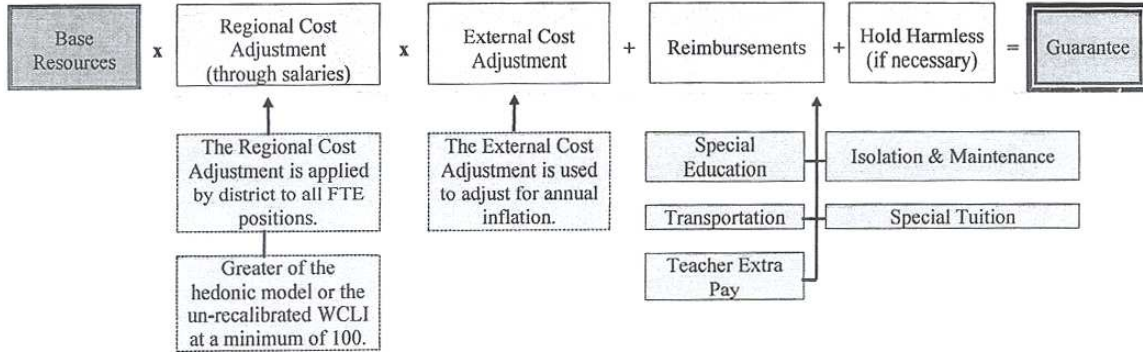 Base
Resources
x
Regional Cost
Adjustment
(through salaries)
x
External Cost
Adjustment
+
Reimbursements
+
Hold Harmless
(if necessary)
=
Guarantee
The Regional Cost
Adjustment is applied
by district to all FTE
positions.
Greater of the
hedonic model or the
un-recalibrated WCLI
at a minimum of 100.
The External Cost
Adjustment is used
to adjust for annual
inflation.
Special
Education
Isolation & Maintenance
Transportation
Special Tuition
Teacher Extra
Pay